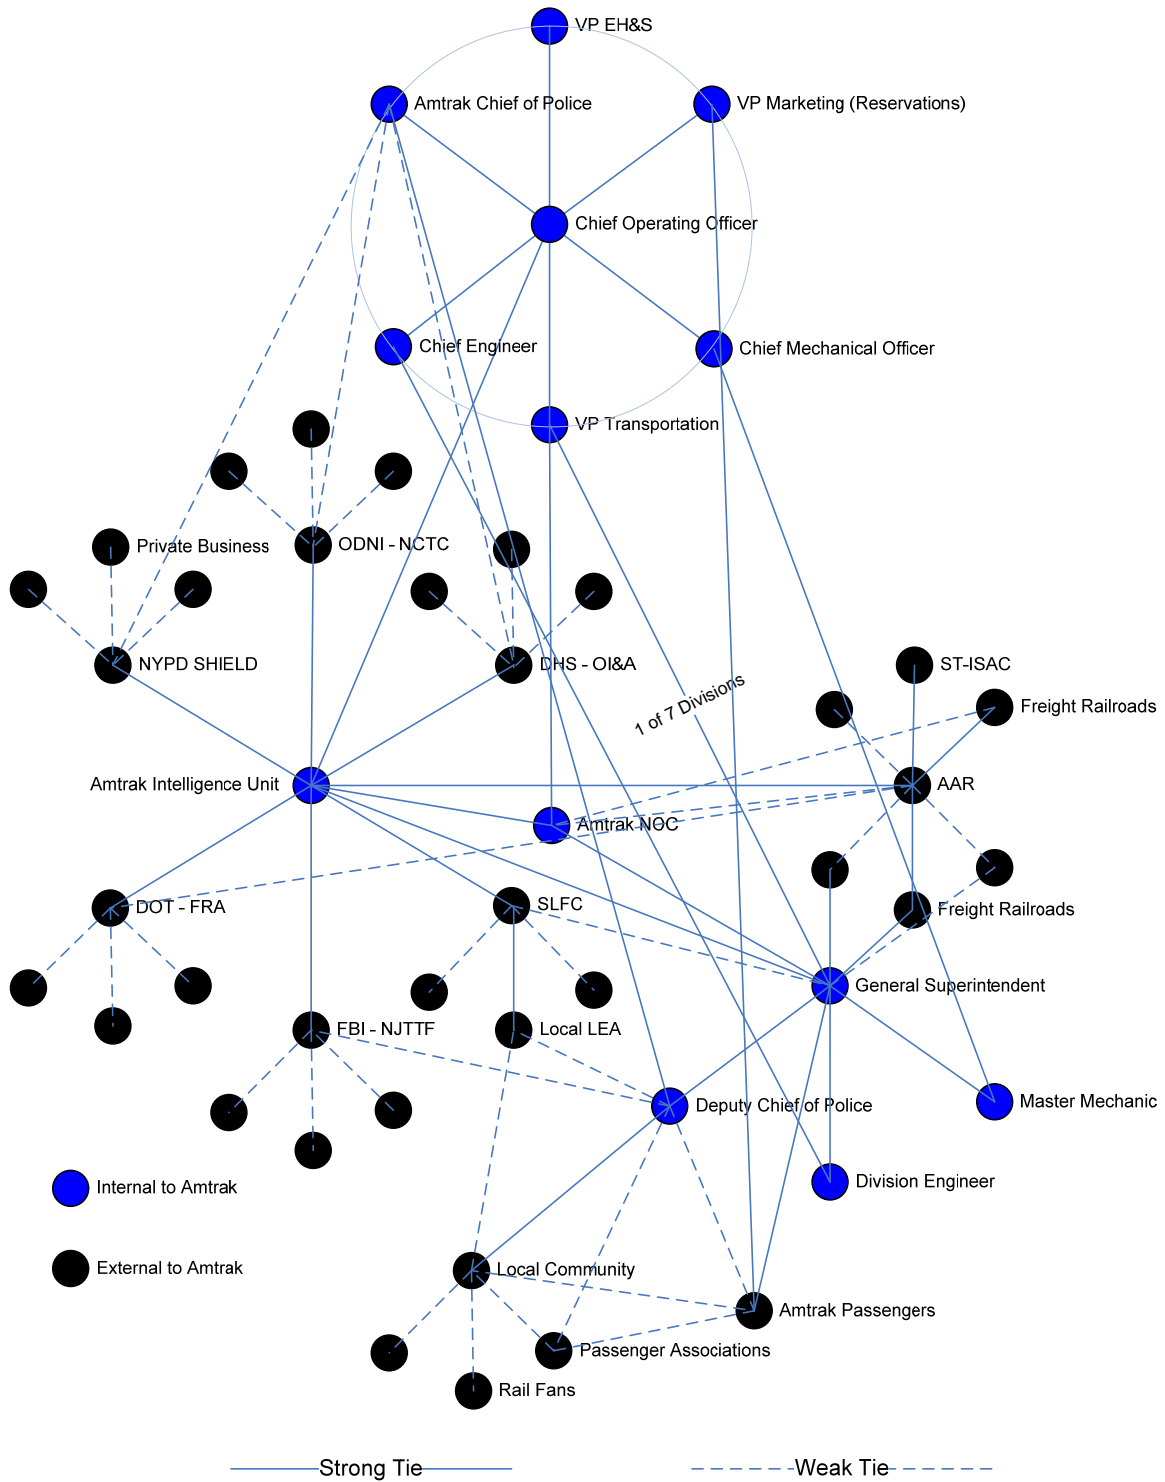 VP EH&S
Amtrak Chief of Police
VP Marketing (Reservations)
Chief Operating Officer
Chief Engineer
Chief Mechanical Officer
VP Transportation
Private Business
ODNI - NCTC
NYPD SHIELD
DHS - OI&A
ST-ISAC
1 of 7 Divisions
Freight Railroads
Amtrak Intelligence Unit
AAR
Amtrak NOC
DOT - FRA
SLFC
Freight Railroads
General Superintendent
FBI - NJTTF
Local LEA
Deputy Chief of Police
Master Mechanic
Internal to Amtrak
Division Engineer
External to Amtrak
Local Community
Amtrak Passengers
Passenger Associations
Rail Fans
Strong Tie
Weak Tie